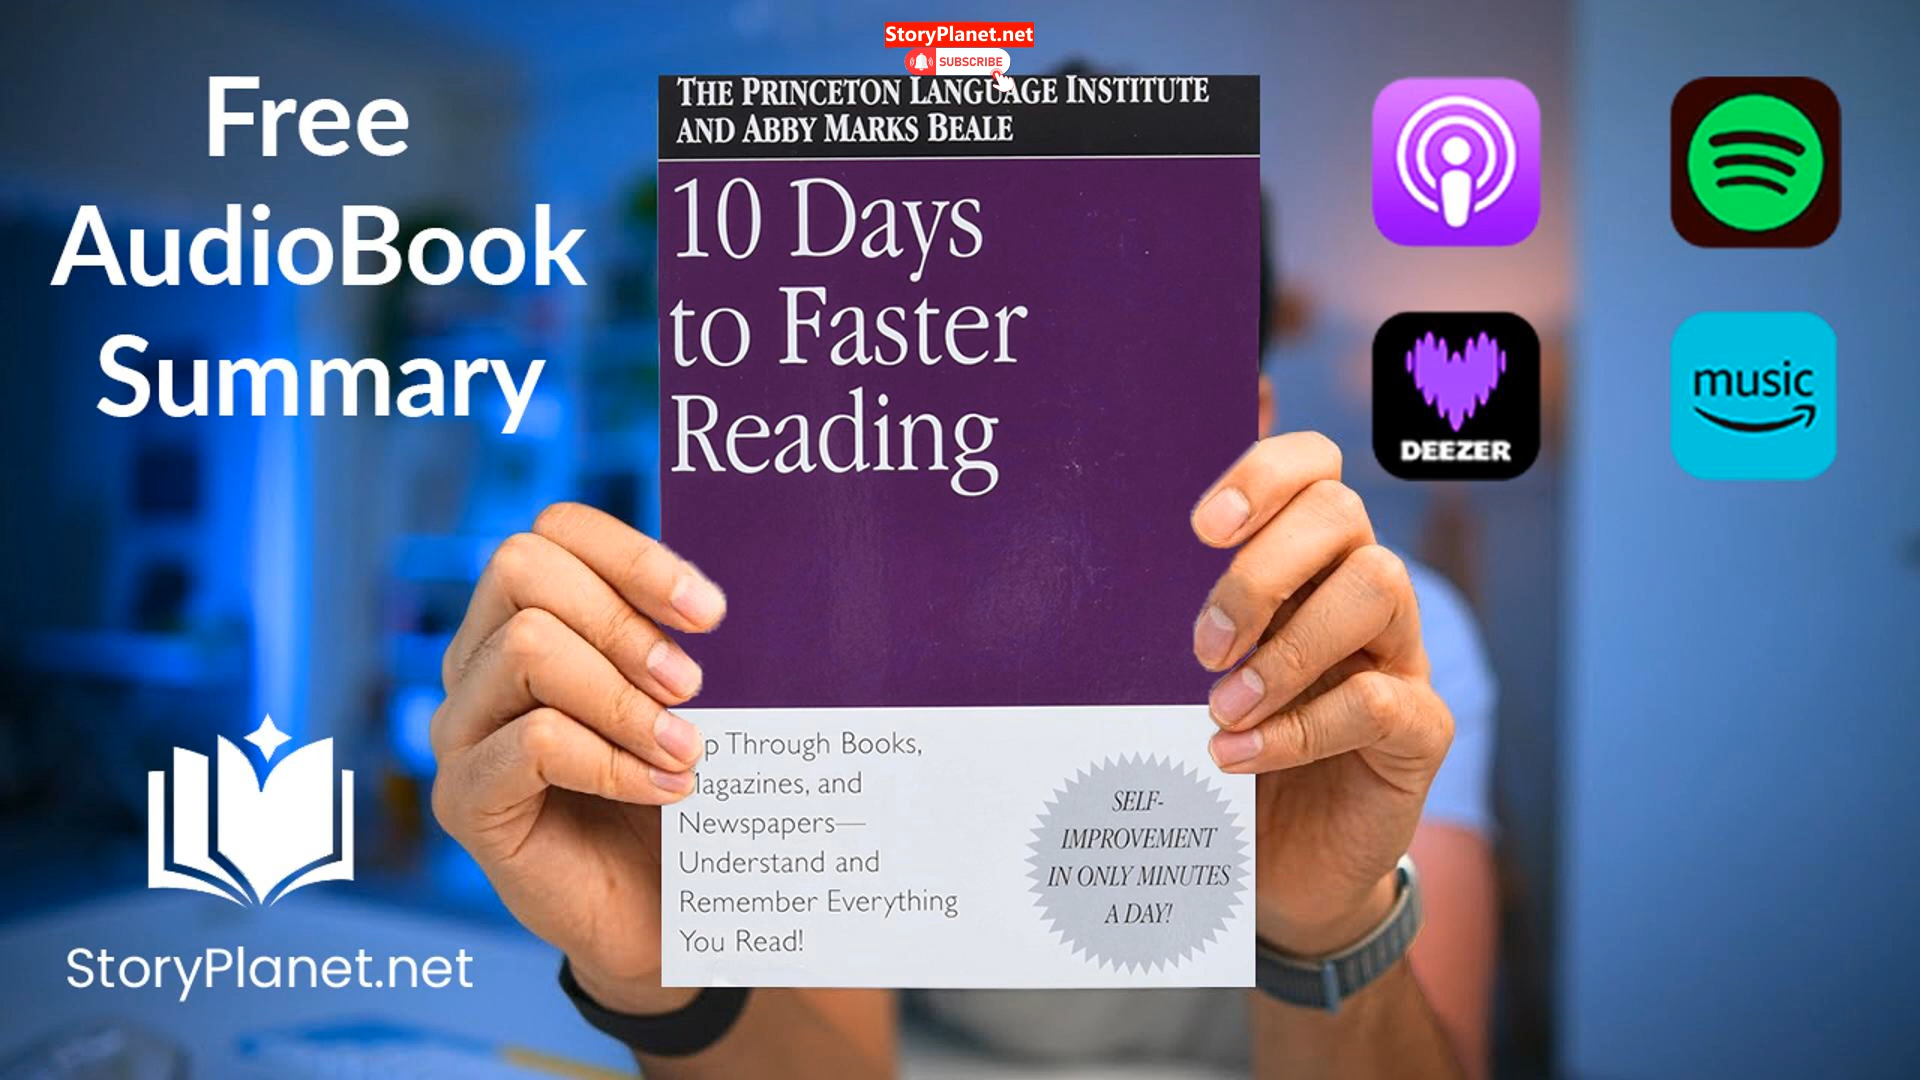 StoryPlanet.net
SUBSCRIBE
Free
AudioBook
Summary
THE PRINCETON LANGUAGE INSTITUTE
AND ABBY MARKS BEALE
10 Days
to Faster
Reading
Through Books,
and
Newspapers—
Understand and
Remember Everything
You Read!
SELF-
IMPROVEMENT
IN ONLY MINUTES
A DAY!
DEEZER
music
StoryPlanet.net